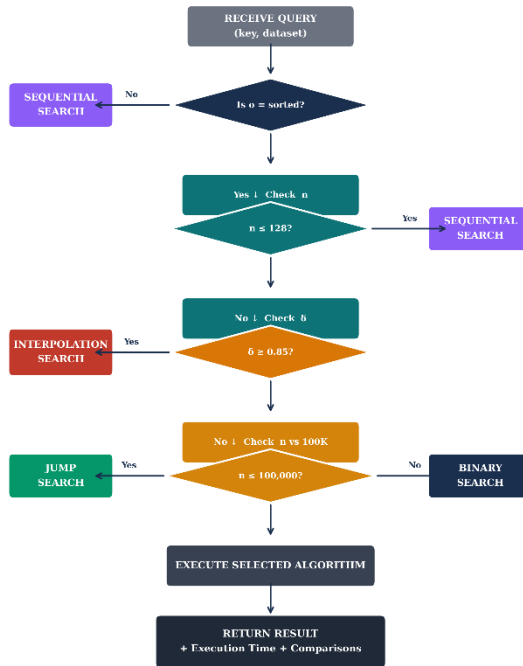 RECEIVE QUERY
(key, dataset)
No
SEQUENTIAL
SEARCH
Is o = sorted?
Yes ↓ Check n
n ≤ 128?
Yes
SEQUENTIAL
SEARCH
No ↓ Check δ
INTERPOLATION
SEARCH
Yes
δ ≥ 0.85?
No ↓ Check n vs 100K
JUMP
SEARCH
Yes
n ≤ 100,000?
No
BINARY
SEARCH
EXECUTE SELECTED ALGORITIIM
RETURN RESULT
+ Execution Time + Comparisons